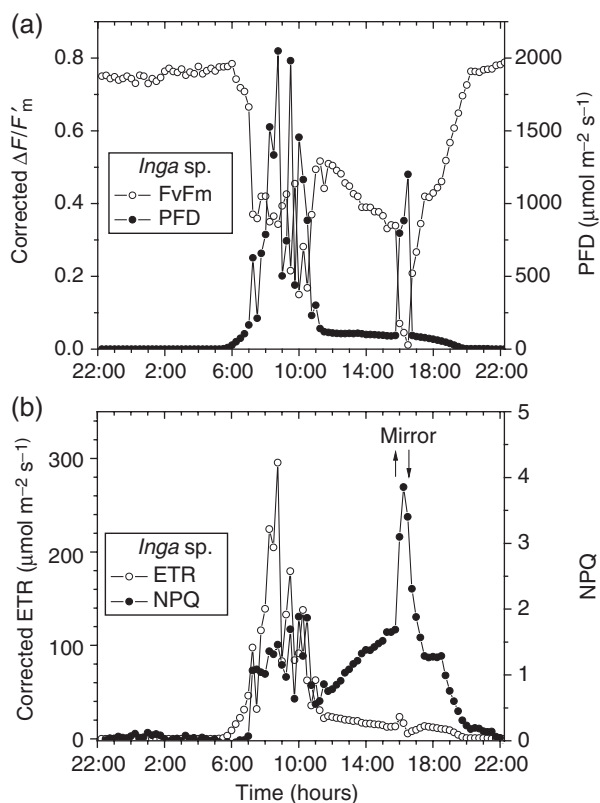 (a)
0.8
0.6
0.4
0.2
0.0
Corrected ΔF/F′m
2000
1500
1000
500
0
PFD (μmol m−2 s−1)
Inga sp.
FvFm
PFD
22:00 2:00 6:00 10:00 14:00 18:00 22:00
(b)
300
200
100
0
Corrected ETR (μmol m−2 s−1)
5
4
3
2
1
0
NPQ
Mirror
Inga sp.
ETR
NPQ
22:00 2:00 6:00 10:00 14:00 18:00 22:00
Time (hours)